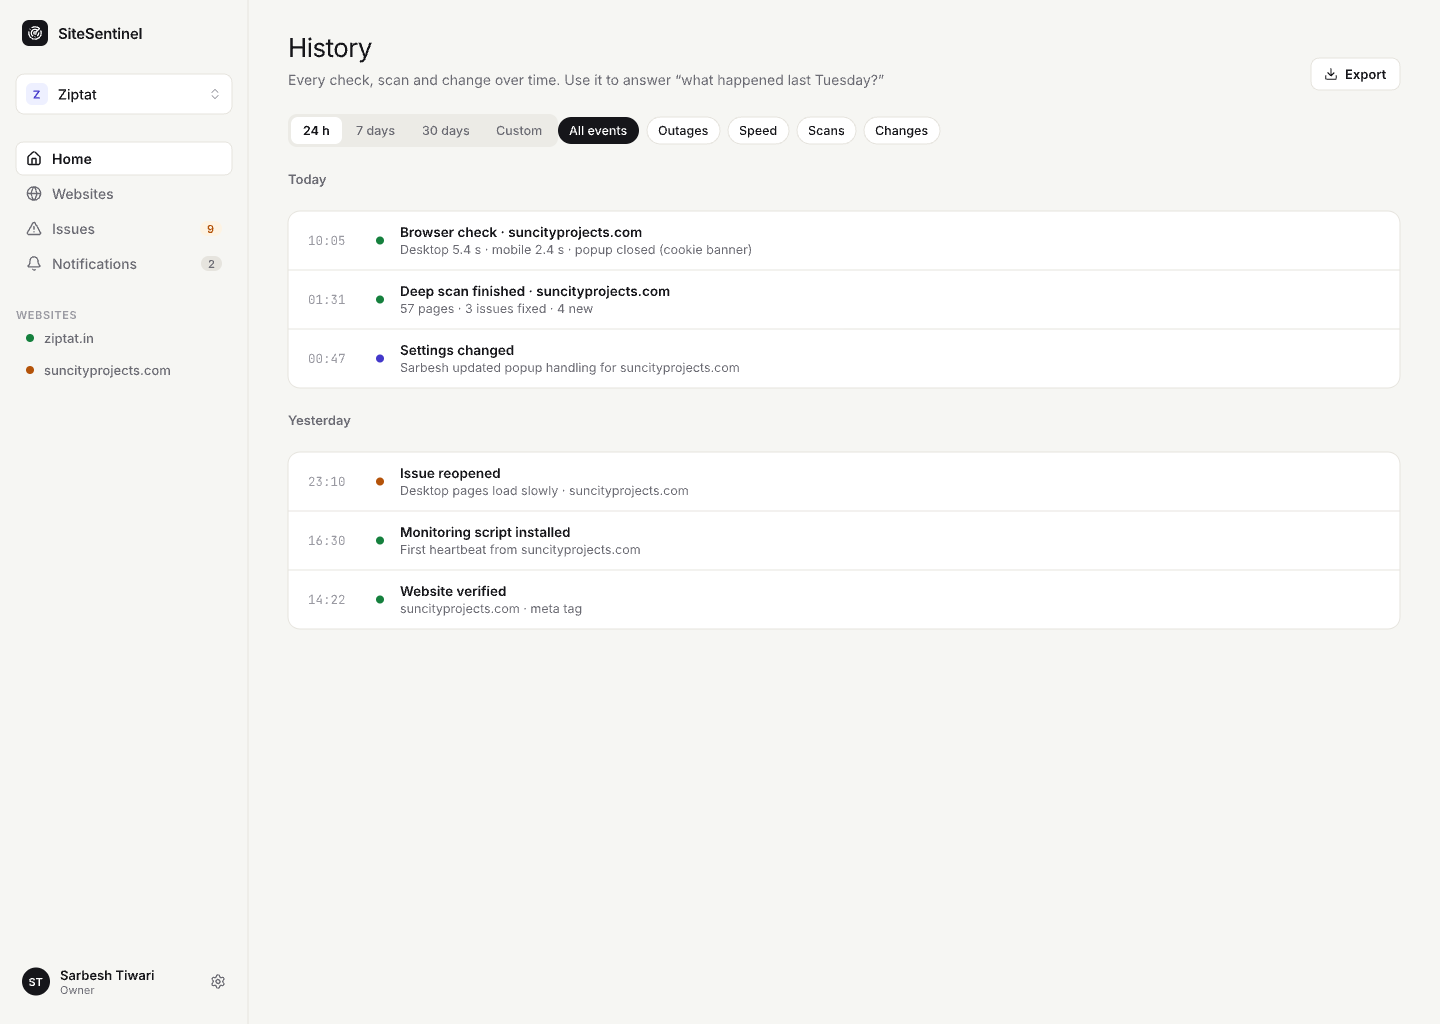 SiteSentinel
Z Ziptat
Home
Websites
Issues 9
Notifications 2
WEBSITES
ziptat.in
suncityprojects.com
ST Sarbesh Tiwari
Owner
History
Every check, scan and change over time. Use it to answer “what happened last Tuesday?”
Export
24 h 7 days 30 days Custom All events Outages Speed Scans Changes
Today
10:05 Browser check · suncityprojects.com
Desktop 5.4 s · mobile 2.4 s · popup closed (cookie banner)
01:31 Deep scan finished · suncityprojects.com
57 pages · 3 issues fixed · 4 new
00:47 Settings changed
Sarbesh updated popup handling for suncityprojects.com
Yesterday
23:10 Issue reopened
Desktop pages load slowly · suncityprojects.com
16:30 Monitoring script installed
First heartbeat from suncityprojects.com
14:22 Website verified
suncityprojects.com · meta tag